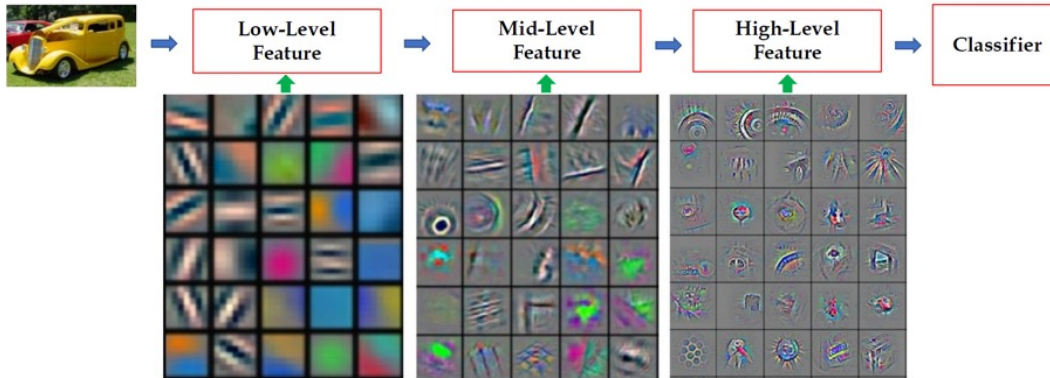 Low-Level
Feature
Mid-Level
Feature
High-Level
Feature
Classifier